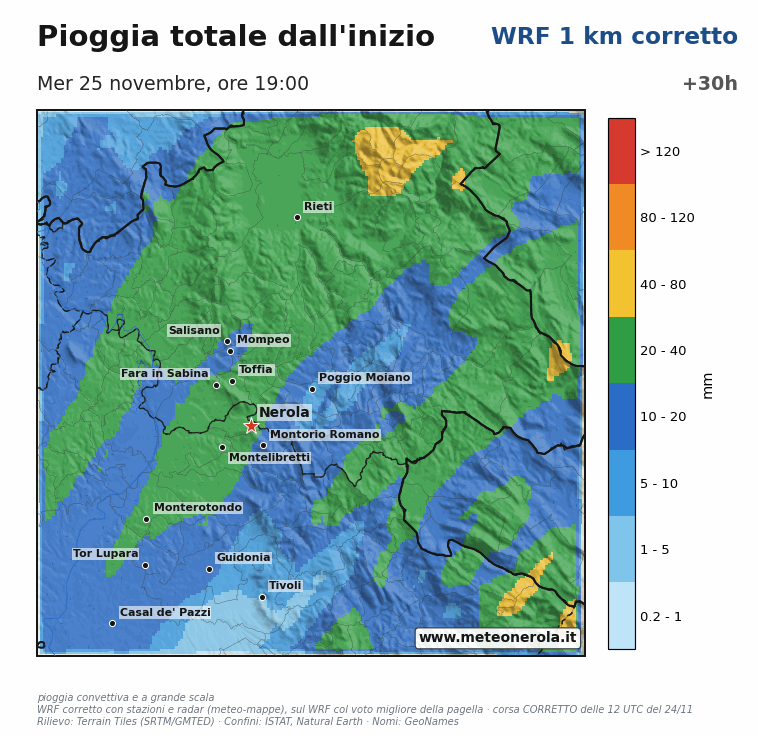 Pioggia totale dall'inizio
WRF 1 km corretto
Mer 25 novembre, ore 19:00
+30h
Rieti
Salisano
Mompeo
Fara in Sabina
Toffia
Poggio Moiano
Nerola
Montorio Romano
Montelibretti
Monterotondo
Tor Lupara
Guidonia
Tivoli
Casal de' Pazzi
www.meteonerola.it
> 120
80 - 120
40 - 80
20 - 40
10 - 20
5 - 10
1 - 5
0.2 - 1
mm
pioggia convettiva e a grande scala
WRF corretto con stazioni e radar (meteo-mappe), sul WRF col voto migliore della pagella · corsa CORRETTO delle 12 UTC del 24/11
Rilievo: Terrain Tiles (SRTM/GMTED) · Confini: ISTAT, Natural Earth · Nomi: GeoNames